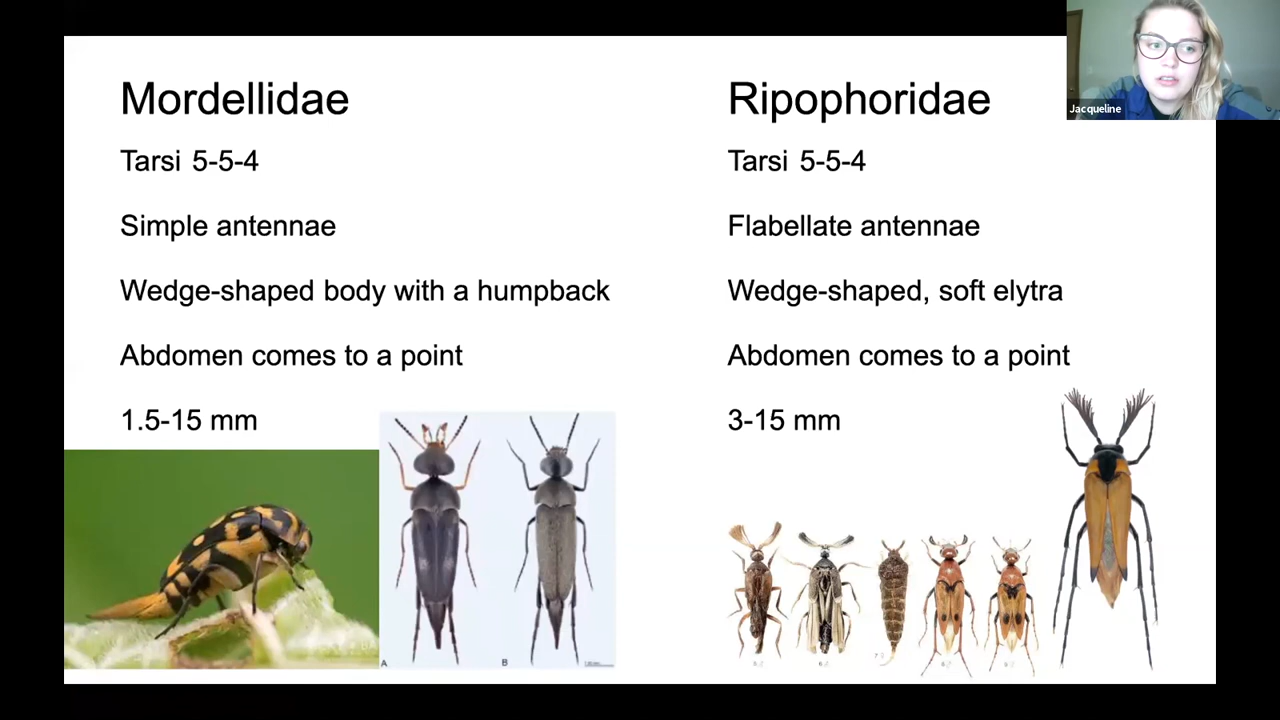 Mordellidae
Tarsi 5-5-4
Simple antennae
Wedge-shaped body with a humpback
Abdomen comes to a point
1.5-15 mm
A
B
Ripophoridae
Tarsi 5-5-4
Flabellate antennae
Wedge-shaped, soft elytra
Abdomen comes to a point
3-15 mm
Jacqueline